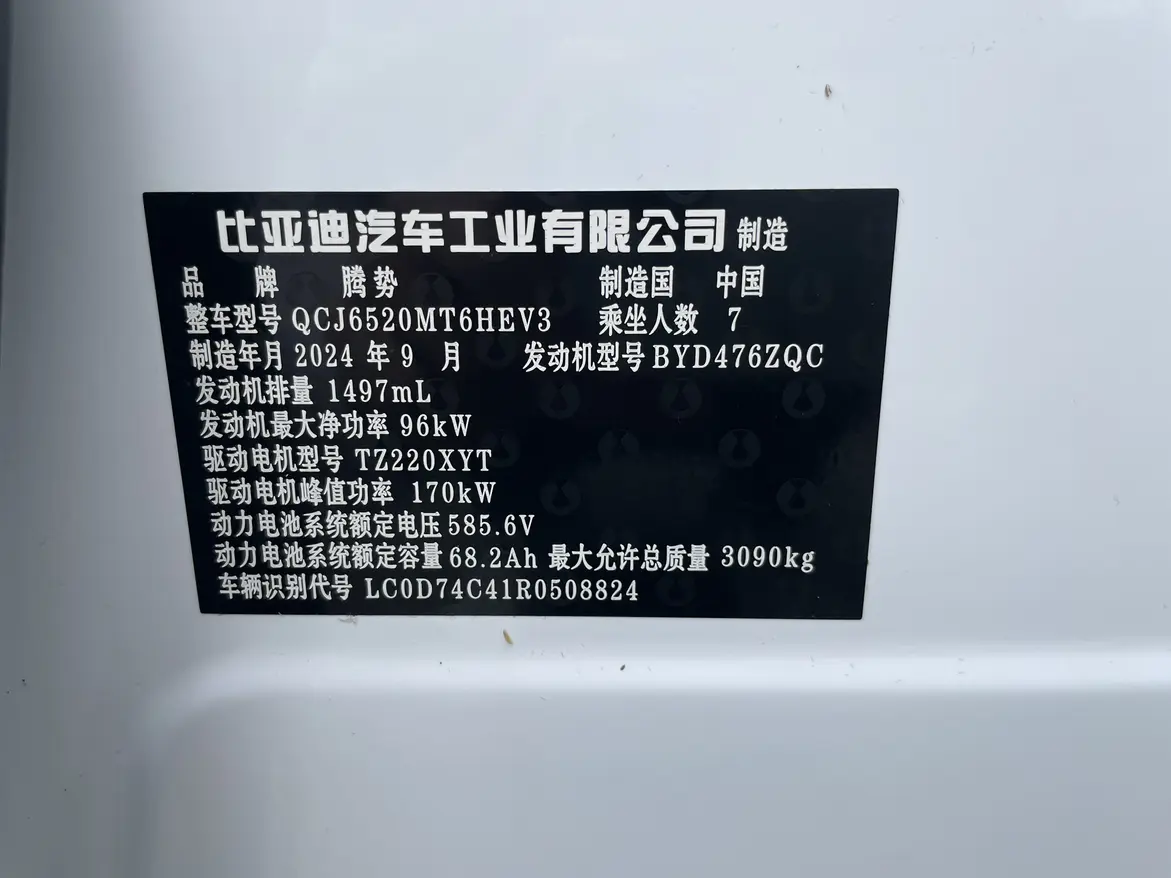 比亚迪汽车工业有限公司 制造
品 牌 腾势 制造国 中国
整车型号 QCJ6520MT6HEV3 乘坐人数 7
制造年月 2024 年 9 月 发动机型号 BYD476ZQC
发动机排量 1497mL
发动机最大净功率 96kW
驱动电机型号 TZ220XYT
驱动电机峰值功率 170kW
动力电池系统额定电压 585.6V
动力电池系统额定容量 68.2Ah 最大允许总质量 3090kg
车辆识别代号 LC0D74C41R0508824